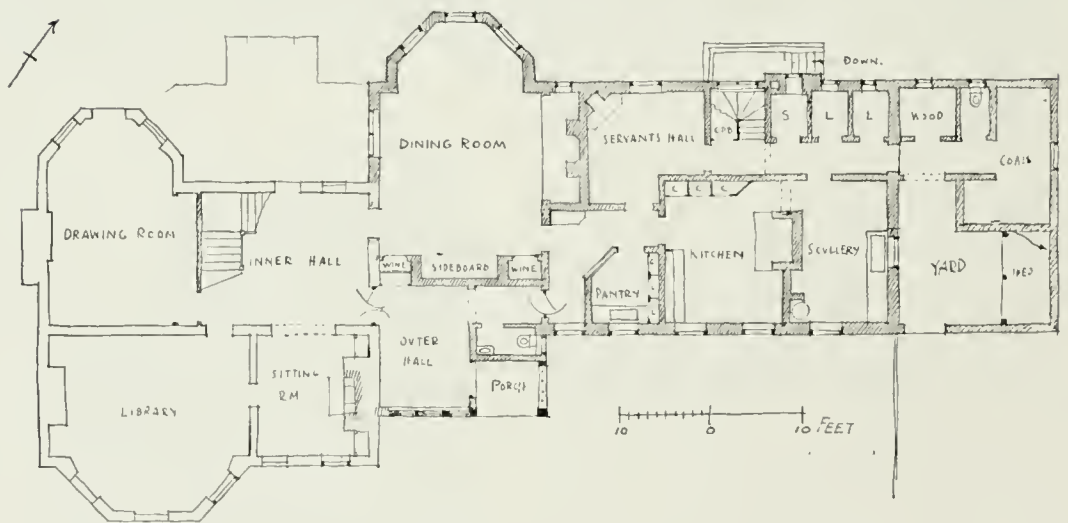 DOWN.
DINING ROOM
SERVANTS HALL
CPD
S
L
L
WOOD
COALS
DRAWING ROOM
INNER HALL
WINE
SIDEBOARD
WINE
C
C
C
KITCHEN
SCULLERY
YARD
PANTRY
C
L
OUTER
HALL
SITTING
RM
LIBRARY
PORCH
10
0
10 FEET